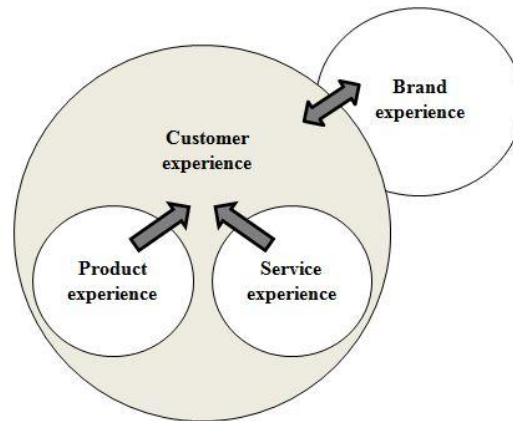 Brand
experience
Customer
experience
Product
experience
Service
experience